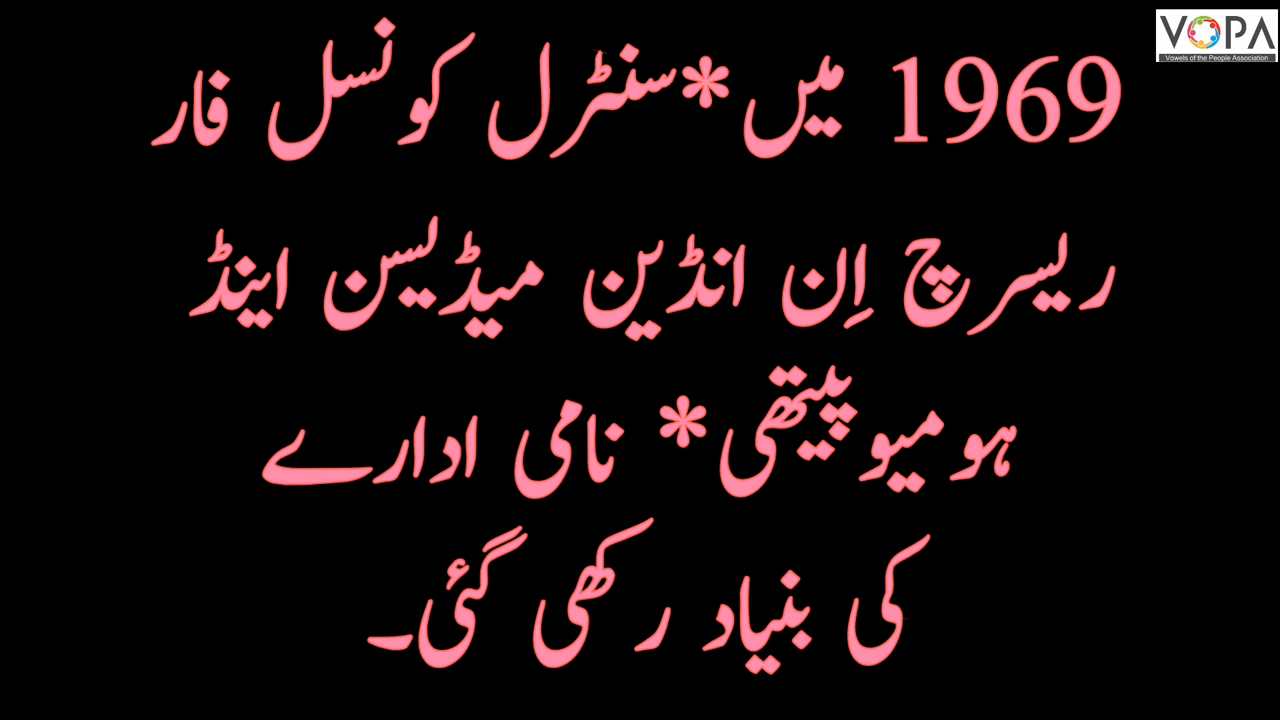 VOPA
Vowels of the People Association
1969 میں*سنٹرل کونسل فار
ریسرچ اِن انڈین میڈیسن اینڈ
ہومیوپیتھی* نامی ادارے
کی بنیاد رکھی گئی۔